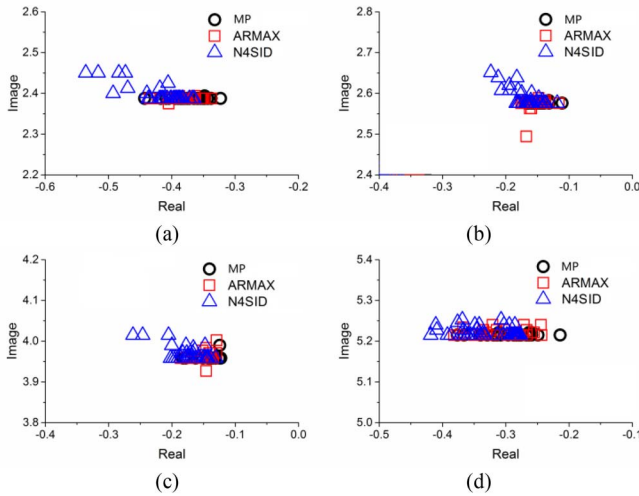 2.6
2.5
2.4
2.3
2.2
Image
MP
ARMAX
N4SID
-0.6 -0.5 -0.4 -0.3 -0.2
Real
(a)
2.8
2.7
2.6
2.5
2.4
Image
MP
ARMAX
N4SID
-0.4 -0.3 -0.2 -0.1 0.0
Real
(b)
4.2
4.1
4.0
3.9
3.8
Image
MP
ARMAX
N4SID
-0.4 -0.3 -0.2 -0.1 0.0
Real
(c)
5.4
5.3
5.2
5.1
5.0
Image
MP
ARMAX
N4SID
-0.5 -0.4 -0.3 -0.2 -0.1
Real
(d)